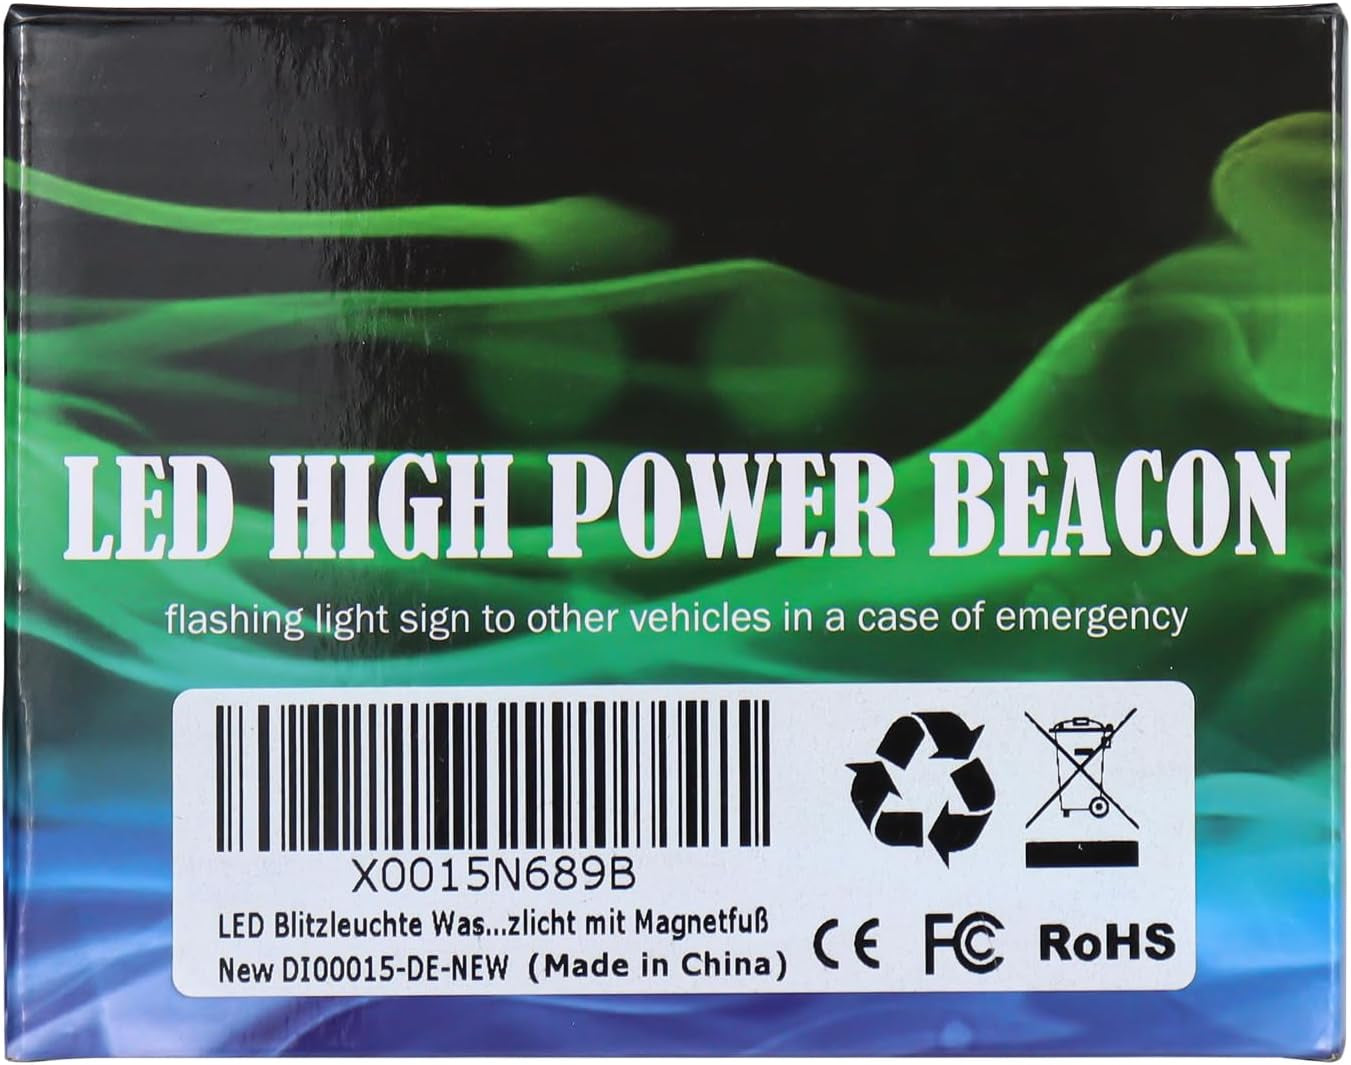 LED HIGH POWER BEACON
flashing light sign to other vehicles in a case of emergency
X0015N689B
LED Blitzleuchte Was...zlicht mit Magnetfuß
New DI00015-DE-NEW (Made in China)
CE FCC RoHS